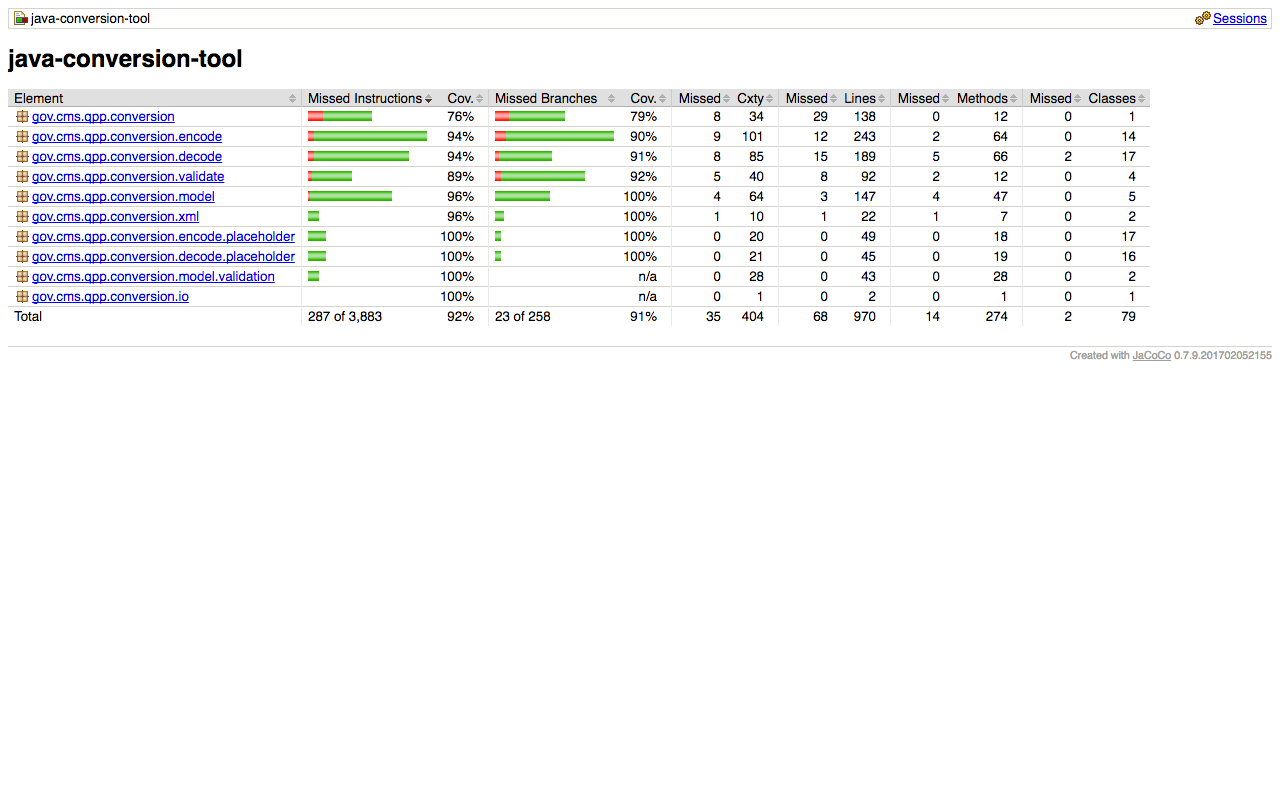 java-conversion-tool Sessions
java-conversion-tool
Element Missed Instructions Cov. Missed Branches Cov. Missed Cxty Missed Lines Missed Methods Missed Classes
gov.cms.qpp.conversion 76% 79% 8 34 29 138 0 12 0 1
gov.cms.qpp.conversion.encode 94% 90% 9 101 12 243 2 64 0 14
gov.cms.qpp.conversion.decode 94% 91% 8 85 15 189 5 66 2 17
gov.cms.qpp.conversion.validate 89% 92% 5 40 8 92 2 12 0 4
gov.cms.qpp.conversion.model 96% 100% 4 64 3 147 4 47 0 5
gov.cms.qpp.conversion.xml 96% 100% 1 10 1 22 1 7 0 2
gov.cms.qpp.conversion.encode.placeholder 100% 100% 0 20 0 49 0 18 0 17
gov.cms.qpp.conversion.decode.placeholder 100% 100% 0 21 0 45 0 19 0 16
gov.cms.qpp.conversion.model.validation 100% n/a 0 28 0 43 0 28 0 2
gov.cms.qpp.conversion.io 100% n/a 0 1 0 2 0 1 0 1
Total 287 of 3,883 92% 23 of 258 91% 35 404 68 970 14 274 2 79
Created with JaCoCo 0.7.9.201702052155